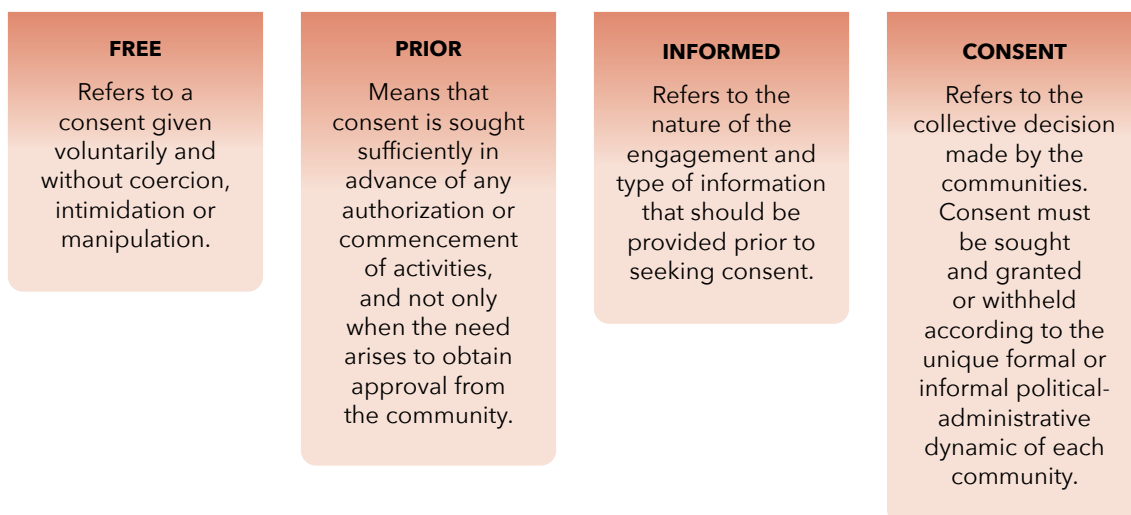 FREE
Refers to a
consent given
voluntarily and
without coercion,
intimidation or
manipulation.
PRIOR
Means that
consent is sought
sufficiently in
advance of any
authorization or
commencement
of activities,
and not only
when the need
arises to obtain
approval from
the community.
INFORMED
Refers to the
nature of the
engagement and
type of information
that should be
provided prior to
seeking consent.
CONSENT
Refers to the
collective decision
made by the
communities.
Consent must
be sought
and granted
or withheld
according to the
unique formal or
informal political-
administrative
dynamic of each
community.